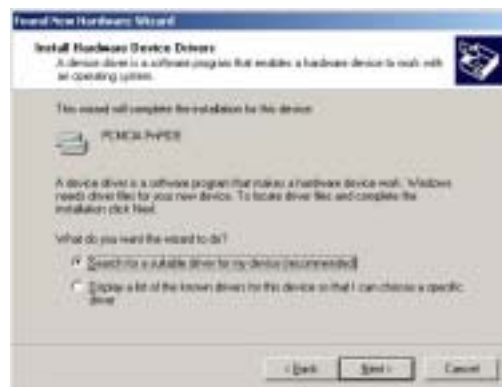 Found New Hardware Wizard
Install Hardware Device Drivers
A device driver is a software program that enables a hardware device to work with
an operating system.
This wizard will complete the installation for this device:
PCMCIA
A device driver is a software program that makes a hardware device work. Windows
needs driver files for your new device. To locate driver files and complete the
installation click Next.
What do you want the wizard to do?
Search for a suitable driver for my device (recommended)
Display a list of the known drivers for this device so that I can choose a specific
driver
< Back
Next >
Cancel